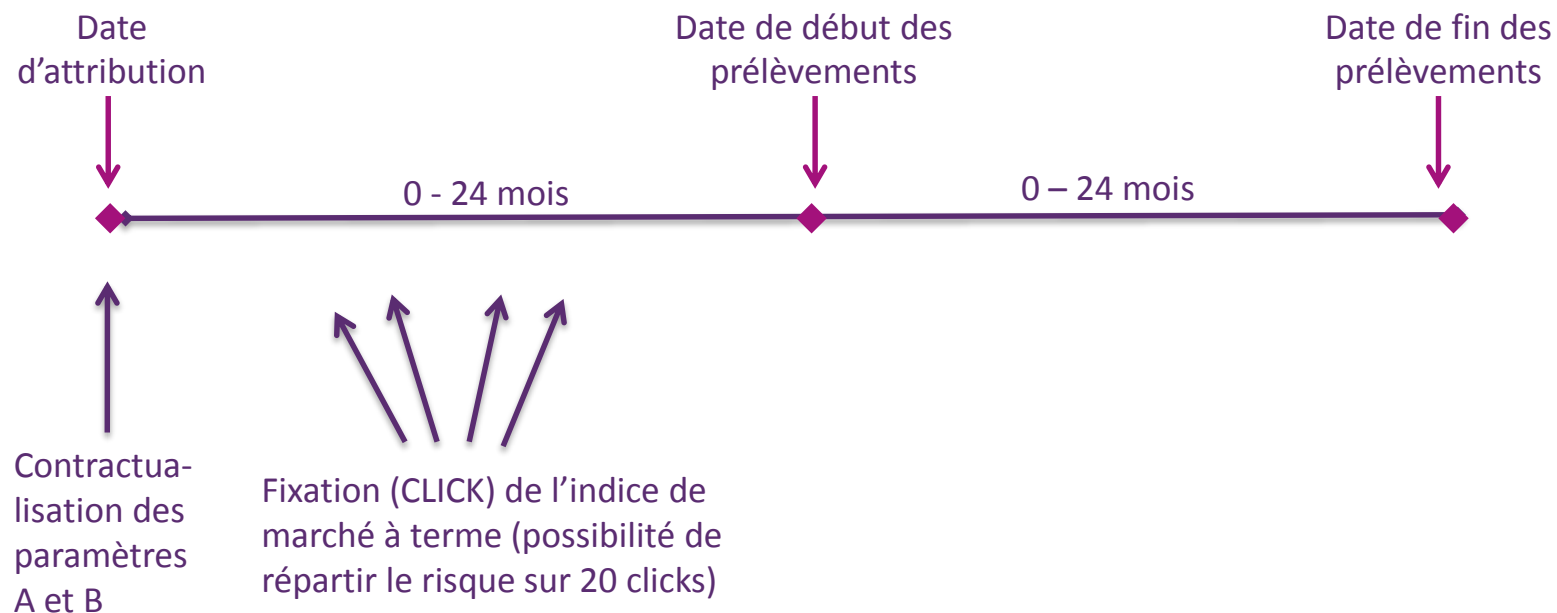 Date
d’attribution
Date de début des
prélèvements
Date de fin des
prélèvements
0 - 24 mois
0 – 24 mois
Contractua-
lisation des
paramètres
A et B
Fixation (CLICK) de l’indice de
marché à terme (possibilité de
répartir le risque sur 20 clicks)